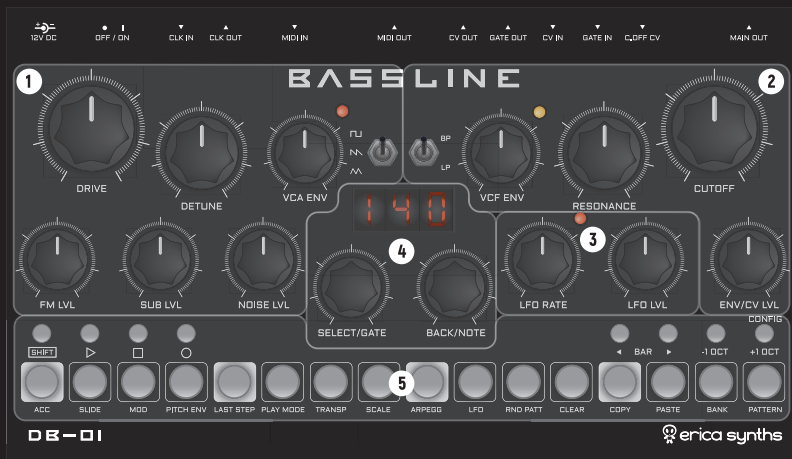 12V DC OFF / ON CLK IN CLK OUT MIDI IN MIDI OUT CV OUT GATE OUT CV IN GATE IN C.OFF CV MAIN OUT
BASSLINE
1
2
DRIVE
DETUNE
VCA ENV
BP
LP
VCF ENV
RESONANCE
CUTOFF
140
3
4
FM LVL SUB LVL NOISE LVL
SELECT/GATE BACK/NOTE
LFO RATE LFO LVL ENV/CV LVL
CONFIG
SHIFT BAR -1 OCT +1 OCT
5
ACC SLIDE MOD PITCH ENV LAST STEP PLAY MODE TRANSP SCALE ARPEGG LFO RND PATT CLEAR COPY PASTE BANK PATTERN
DB-01 erica synths